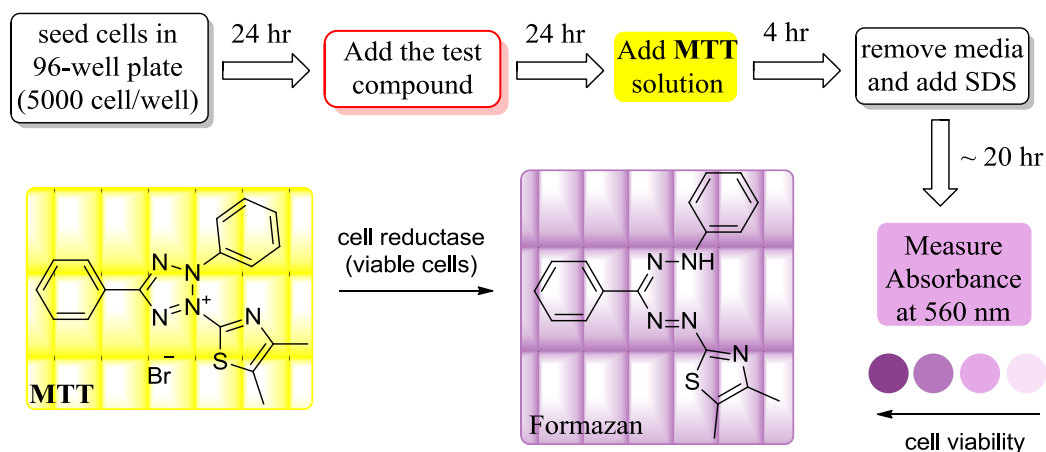 seed cells in
96-well plate
(5000 cell/well)
24 hr
Add the test
compound
24 hr
Add MTT
solution
4 hr
remove media
and add SDS
~ 20 hr
Measure
Absorbance
at 560 nm
cell viability
cell reductase
(viable cells)
N
N
N
N+
N
S
Br−
MTT
N
NH
N
N
N
S
Formazan